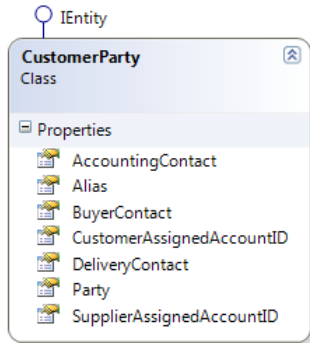 IEntity
CustomerParty
Class
Properties
AccountingContact
Alias
BuyerContact
CustomerAssignedAccountID
DeliveryContact
Party
SupplierAssignedAccountID